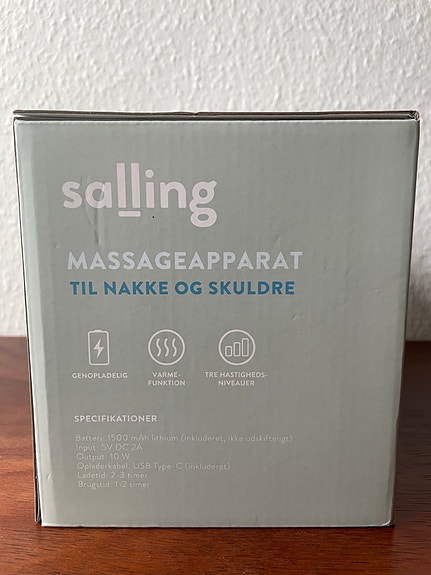 salling
MASSAGEAPPARAT
TIL NAKKE OG SKULDRE
GENOPLADELIG
VARME-
FUNKTION
TRE HASTIGHEDS-
NIVEAUER
SPECIFIKATIONER
Batteri: 1500 mAh lithium (inkluderet, ikke udskifteligt)
Input: 5V DC 2A
Output: 10 W
Opladerkabel: USB Type-C (inkluderet)
Ladetid: 2-3 timer
Brugstid: 1-2 timer